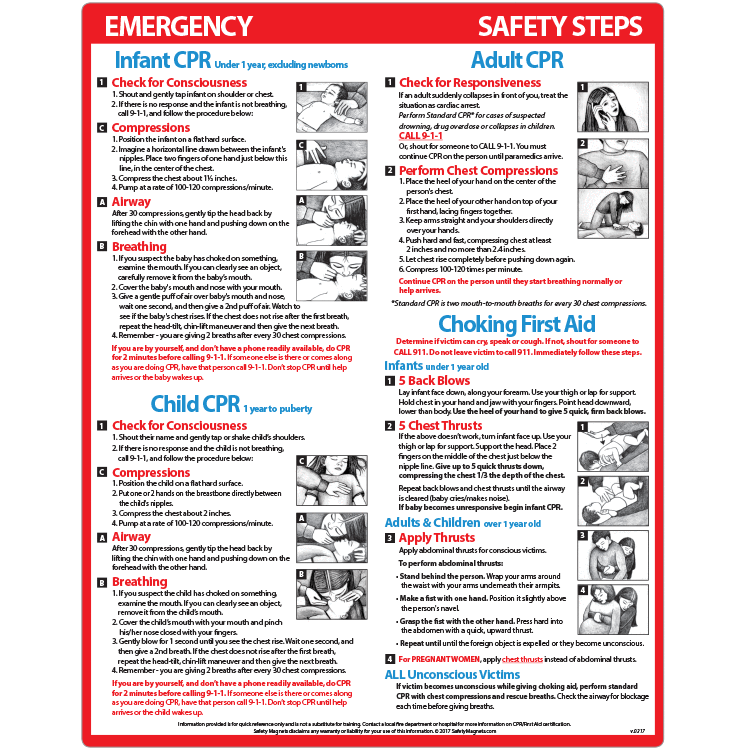 EMERGENCY SAFETY STEPS
Infant CPR Under 1 year, excluding newborns
1 Check for Consciousness
1. Shout and gently tap infant on shoulder or chest.
2. If there is no response and the infant is not breathing,
call 9-1-1, and follow the procedure below:
1
C Compressions
1. Position the infant on a flat hard surface.
2. Imagine a horizontal line drawn between the infant's
nipples. Place two fingers of one hand just below this
line, in the center of the chest.
3. Compress the chest about 1½ inches.
4. Pump at a rate of 100-120 compressions/minute.
C
A Airway
After 30 compressions, gently tip the head back by
lifting the chin with one hand and pushing down on the
forehead with the other hand.
A
B Breathing
1. If you suspect the baby has choked on something,
examine the mouth. If you can clearly see an object,
carefully remove it from the baby's mouth.
2. Cover the baby's mouth and nose with your mouth.
3. Give a gentle puff of air over baby's mouth and nose,
wait one second, and then give a 2nd puff of air. Watch to
see if the baby's chest rises. If the chest does not rise after the first breath,
repeat the head-tilt, chin-lift maneuver and then give the next breath.
4. Remember - you are giving 2 breaths after every 30 chest compressions.
B
If you are by yourself, and don't have a phone readily available, do CPR
for 2 minutes before calling 9-1-1. If someone else is there or comes along
as you are doing CPR, have that person call 9-1-1. Don't stop CPR until help
arrives or the baby wakes up.
Child CPR 1 year to puberty
1 Check for Consciousness
1. Shout their name and gently tap or shake child's shoulders.
2. If there is no response and the child is not breathing,
call 9-1-1, and follow the procedure below:
C Compressions
1. Position the child on a flat hard surface.
2. Put one or 2 hands on the breastbone directly between
the child's nipples.
3. Compress the chest about 2 inches.
4. Pump at a rate of 100-120 compressions/minute.
C
A Airway
After 30 compressions, gently tip the head back by
lifting the chin with one hand and pushing down on the
forehead with the other hand.
A
B Breathing
1. If you suspect the child has choked on something,
examine the mouth. If you can clearly see an object,
remove it from the child's mouth.
2. Cover the child's mouth with your mouth and pinch
his/her nose closed with your fingers.
3. Gently blow for 1 second until you see the chest rise. Wait one second, and
then give a 2nd breath. If the chest does not rise after the first breath,
repeat the head-tilt, chin-lift maneuver and then give the next breath.
4. Remember - you are giving 2 breaths after every 30 chest compressions.
B
If you are by yourself, and don't have a phone readily available, do CPR
for 2 minutes before calling 9-1-1. If someone else is there or comes along
as you are doing CPR, have that person call 9-1-1. Don't stop CPR until help
arrives or the child wakes up.
Adult CPR
1 Check for Responsiveness
If an adult suddenly collapses in front of you, treat the
situation as cardiac arrest.
Perform Standard CPR* for cases of suspected
drowning, drug overdose or collapses in children.
CALL 9-1-1
Or, shout for someone to CALL 9-1-1. You must
continue CPR on the person until paramedics arrive.
1
2 Perform Chest Compressions
1. Place the heel of your hand on the center of the
person's chest.
2. Place the heel of your other hand on top of your
first hand, lacing fingers together.
3. Keep arms straight and your shoulders directly
over your hands.
4. Push hard and fast, compressing chest at least
2 inches and no more than 2.4 inches.
5. Let chest rise completely before pushing down again.
6. Compress 100-120 times per minute.
2
Continue CPR on the person until they start breathing normally or
help arrives.
*Standard CPR is two mouth-to-mouth breaths for every 30 chest compressions.
Choking First Aid
Determine if victim can cry, speak or cough. If not, shout for someone to
CALL 911. Do not leave victim to call 911. Immediately follow these steps.
Infants under 1 year old
1 5 Back Blows
Lay infant face down, along your forearm. Use your thigh or lap for support.
Hold chest in your hand and jaw with your fingers. Point head downward,
lower than body. Use the heel of your hand to give 5 quick, firm back blows.
2 5 Chest Thrusts
If the above doesn't work, turn infant face up. Use your
thigh or lap for support. Support the head. Place 2
fingers on the middle of the chest just below the
nipple line. Give up to 5 quick thrusts down,
compressing the chest 1/3 the depth of the chest.
Repeat back blows and chest thrusts until the airway
is cleared (baby cries/makes noise).
If baby becomes unresponsive begin infant CPR.
1
2
Adults & Children over 1 year old
3 Apply Thrusts
Apply abdominal thrusts for conscious victims.
To perform abdominal thrusts:
• Stand behind the person. Wrap your arms around
the waist with your arms underneath their armpits.
• Make a fist with one hand. Position it slightly above
the person's navel.
• Grasp the fist with the other hand. Press hard into
the abdomen with a quick, upward thrust.
• Repeat until until the foreign object is expelled or they become unconscious.
3
4
4 For PREGNANT WOMEN, apply chest thrusts instead of abdominal thrusts.
ALL Unconscious Victims
If victim becomes unconscious while giving choking aid, perform standard
CPR with chest compressions and rescue breaths. Check the airway for blockage
each time before giving breaths.
Information provided is for quick reference only and is not a substitute for training. Contact a local fire department or hospital for more information on CPR/First Aid certification.
Safety Magnets disclaims any warranty or liability for your use of this information. © 2017 SafetyMagnets.com
v.0217